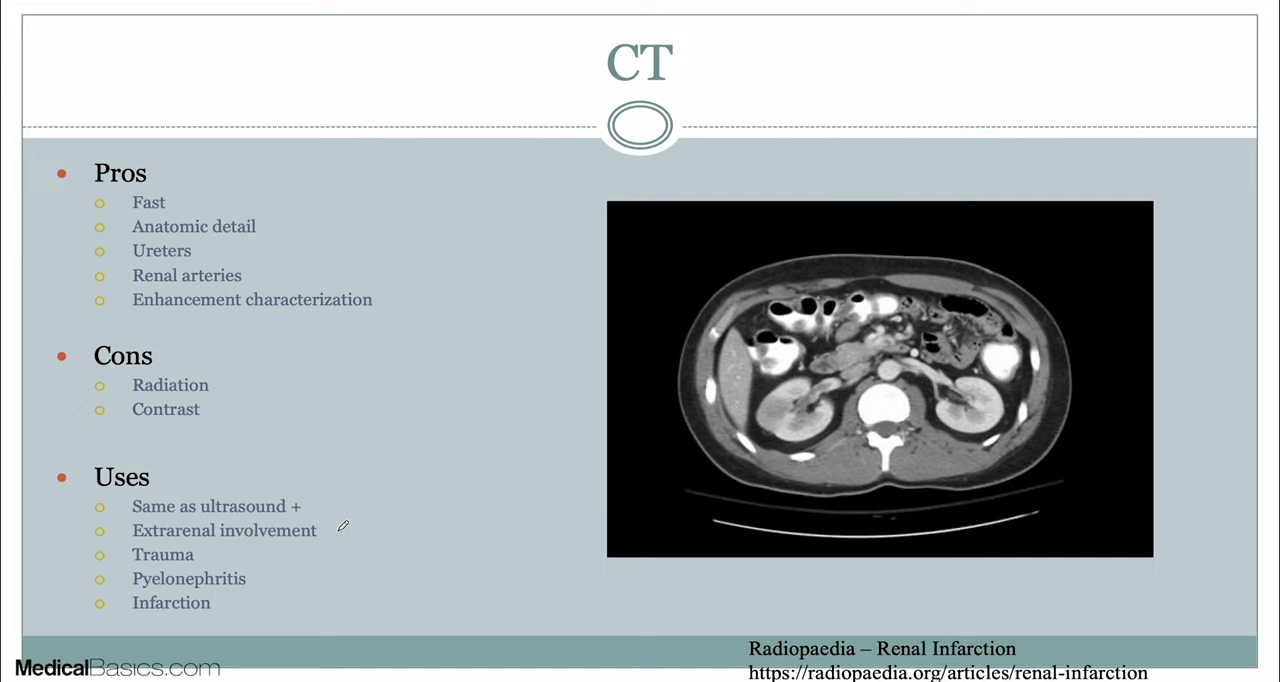 CT
Pros
Fast
Anatomic detail
Ureters
Renal arteries
Enhancement characterization
Cons
Radiation
Contrast
Uses
Same as ultrasound +
Extrarenal involvement
Trauma
Pyelonephritis
Infarction
Radiopaedia – Renal Infarction
https://radiopaedia.org/articles/renal-infarction
MedicalBasics.com